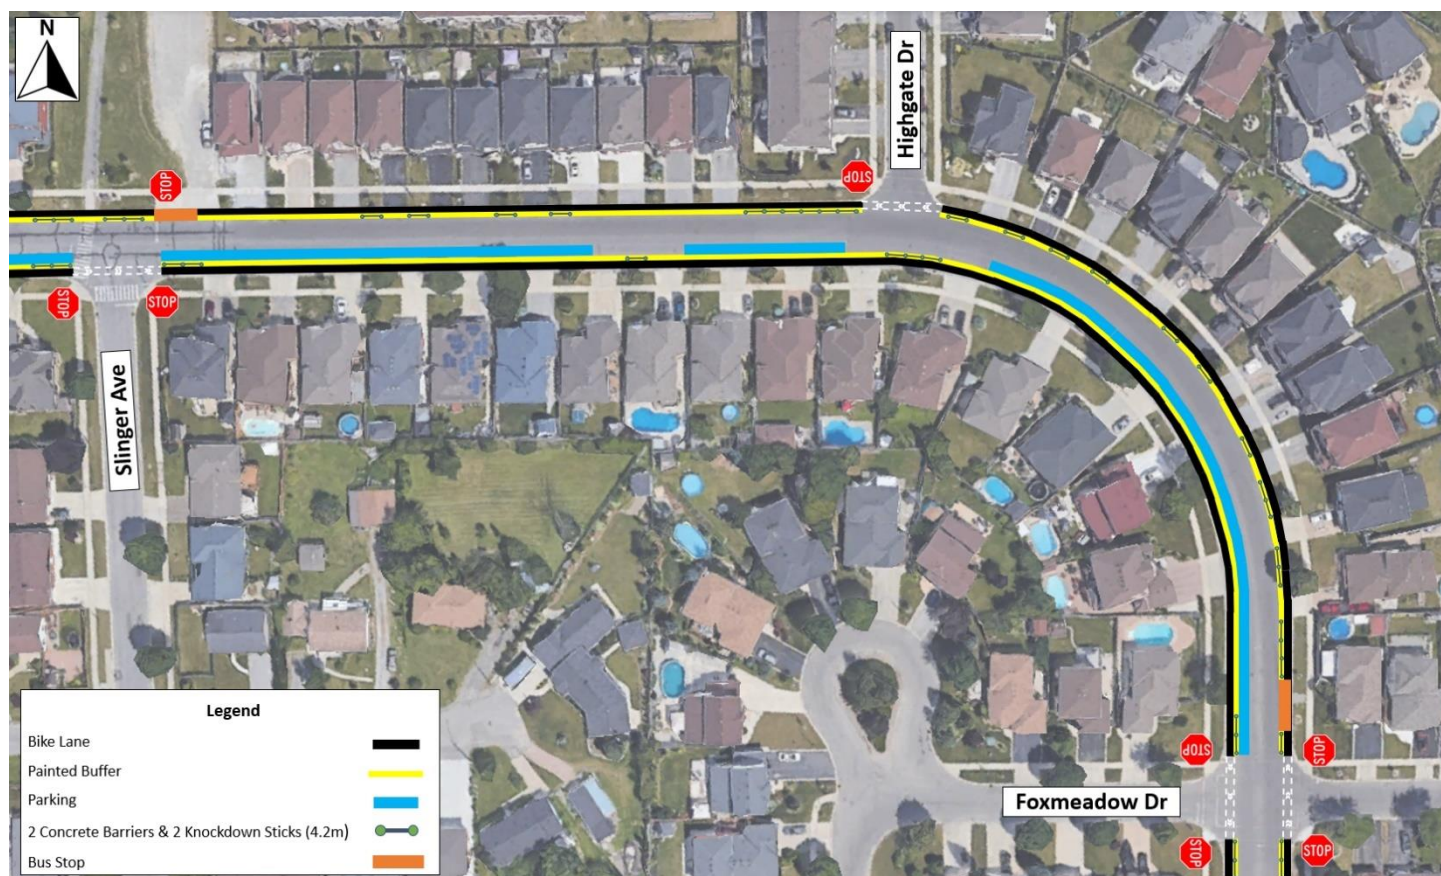 N
Highgate Dr
STOP
STOP
STOP
STOP
Slinger Ave
STOP
STOP
Foxmeadow Dr
STOP
STOP
Legend
Bike Lane
Painted Buffer
Parking
2 Concrete Barriers & 2 Knockdown Sticks (4.2m)
Bus Stop